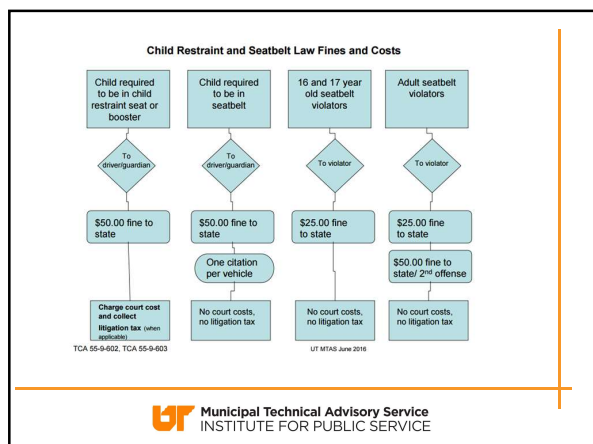 Child Restraint and Seatbelt Law Fines and Costs
Child required
to be in child
restraint seat or
booster
Child required
to be in
seatbelt
16 and 17 year
old seatbelt
violators
Adult seatbelt
violators
To
driver/guardian
To
driver/guardian
To violator
To violator
$50.00 fine to
state
$50.00 fine to
state
$25.00 fine
to state
$25.00 fine
to state
One citation
per vehicle
$50.00 fine to
state/ 2nd offense
Charge court cost
and collect
litigation tax (when
applicable)
No court costs,
no litigation tax
No court costs,
no litigation tax
No court costs,
no litigation tax
TCA 55-9-602, TCA 55-9-603
UT MTAS June 2016
UT Municipal Technical Advisory Service
INSTITUTE FOR PUBLIC SERVICE